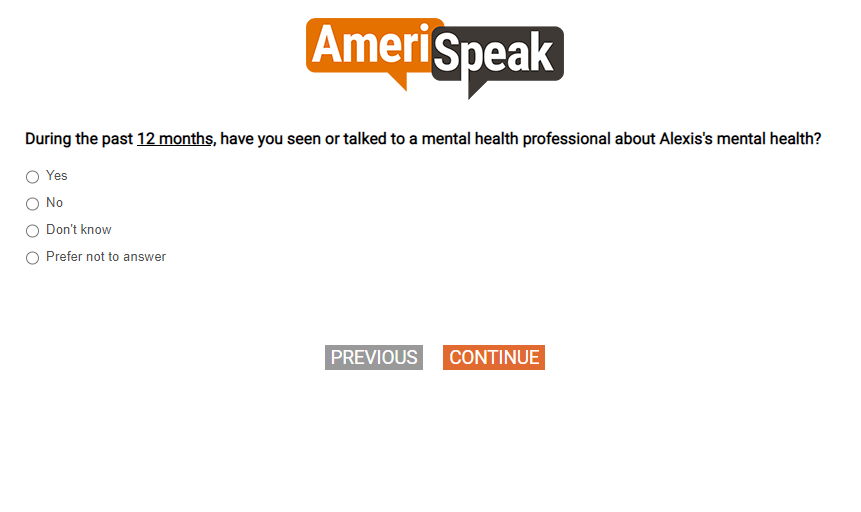 AmeriSpeak
During the past 12 months, have you seen or talked to a mental health professional about Alexis's mental health?
Yes
No
Don't know
Prefer not to answer
PREVIOUS CONTINUE